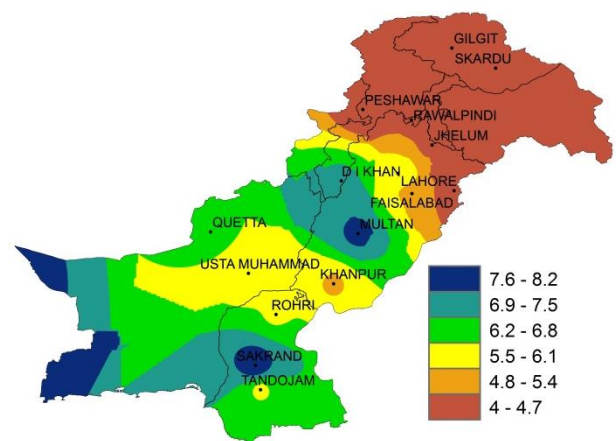 GILGIT
SKARDU
PESHAWAR
RAWALPINDI
JHELUM
D I KHAN
LAHORE
FAISALABAD
MULTAN
QUETTA
USTA MUHAMMAD
KHANPUR
ROHRI
SAKRAND
TANDOJAM
7.6 - 8.2
6.9 - 7.5
6.2 - 6.8
5.5 - 6.1
4.8 - 5.4
4 - 4.7